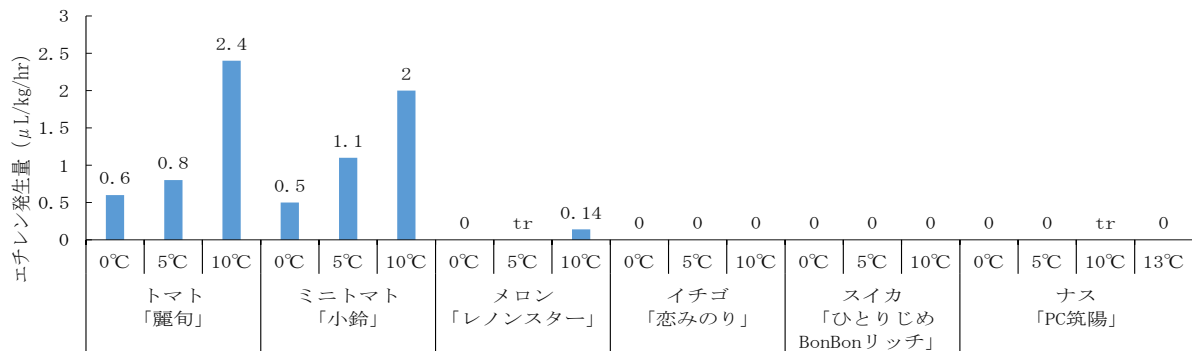 エチレン発生量（μL/kg/hr）
3
2.5
2
1.5
1
0.5
0
0.6 0.8 2.4 0.5 1.1 2 0 tr 0.14 0 0 0 0 0 0 0 0 tr 0
0℃ 5℃ 10℃ 0℃ 5℃ 10℃ 0℃ 5℃ 10℃ 0℃ 5℃ 10℃ 0℃ 5℃ 10℃ 0℃ 5℃ 10℃ 13℃
トマト ミニトマト メロン イチゴ スイカ ナス
「麗旬」 「小鈴」 「レノンスター」 「恋みのり」 「ひとりじめ 「PC筑陽」
BonBonリッチ」